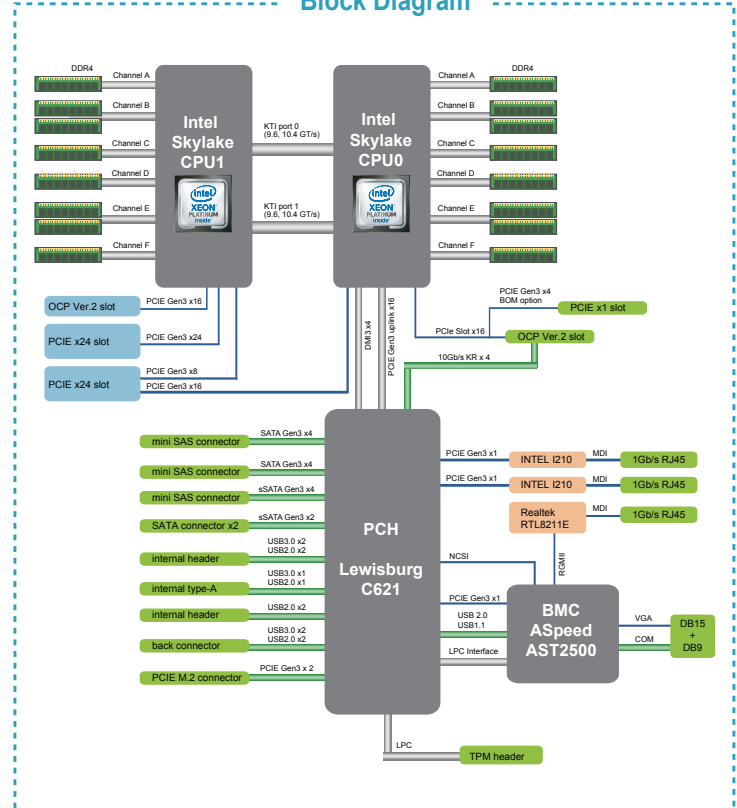 Block Diagram
DDR4
Channel A
Channel B
Channel C
Channel D
Channel E
Channel F
Intel
Skylake
CPU1
intel
XEON
PLATINUM
inside
KTI port 0
(9.6, 10.4 GT/s)
KTI port 1
(9.6, 10.4 GT/s)
Intel
Skylake
CPU0
intel
XEON
PLATINUM
inside
DDR4
Channel A
Channel B
Channel C
Channel D
Channel E
Channel F
OCP Ver.2 slot
PCIE Gen3 x16
PCIE x24 slot
PCIE Gen3 x24
PCIE x24 slot
PCIE Gen3 x8
PCIE Gen3 x16
DMI3 x4
PCIE Gen3 uplink x16
PCIE Gen3 x4
BOM option
PCIE x1 slot
PCIe Slot x16
OCP Ver.2 slot
10Gb/s KR x 4
mini SAS connector
SATA Gen3 x4
mini SAS connector
SATA Gen3 x4
mini SAS connector
sSATA Gen3 x4
SATA connector x2
sSATA Gen3 x2
internal header
USB3.0 x2
USB2.0 x2
internal type-A
USB3.0 x1
USB2.0 x1
internal header
USB2.0 x2
back connector
USB3.0 x2
USB2.0 x2
PCIE M.2 connector
PCIE Gen3 x 2
PCH
Lewisburg
C621
PCIE Gen3 x1
INTEL I210
MDI
1Gb/s RJ45
PCIE Gen3 x1
INTEL I210
MDI
1Gb/s RJ45
Realtek
RTL8211E
MDI
1Gb/s RJ45
NCSI
RGMII
PCIE Gen3 x1
USB 2.0
USB1.1
LPC Interface
BMC
ASpeed
AST2500
VGA
COM
DB15
+
DB9
LPC
TPM header